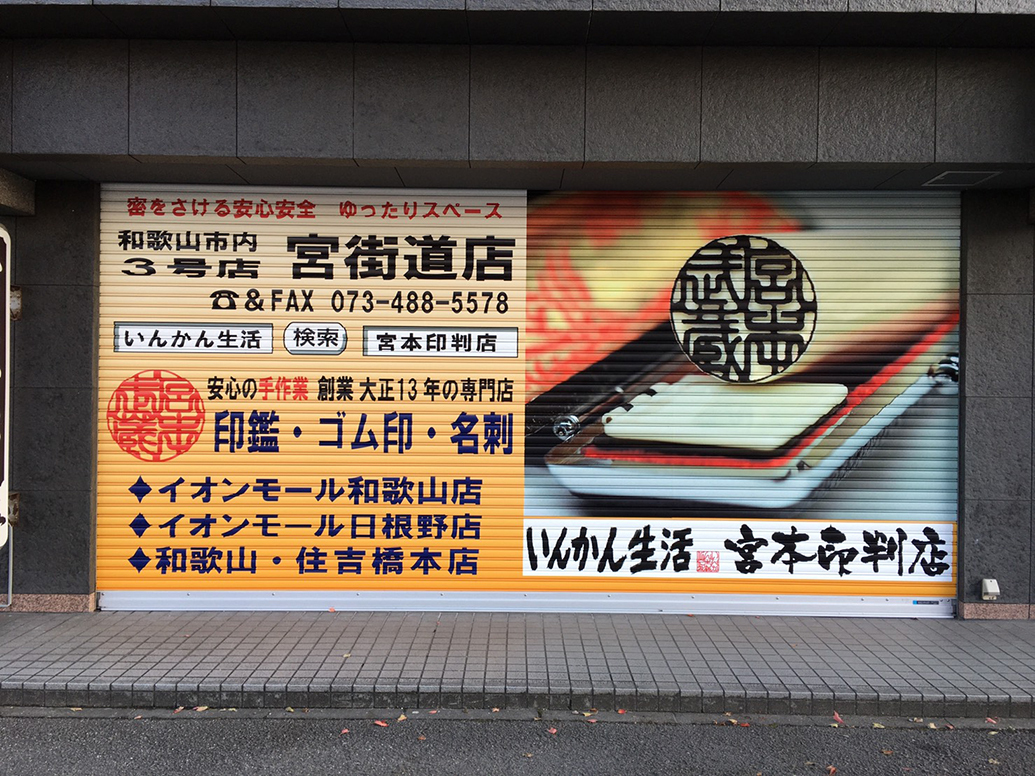 密をさける安心安全 ゆったりスペース
和歌山市内
3号店
宮街道店
☎&FAX 073-488-5578
いんかん生活 検索 宮本印判店
安心の手作業 創業 大正13年の専門店
印鑑・ゴム印・名刺
◆イオンモール和歌山店
◆イオンモール日根野店
◆和歌山・住吉橋本店
宮本武蔵
いんかん生活 宮本印判店